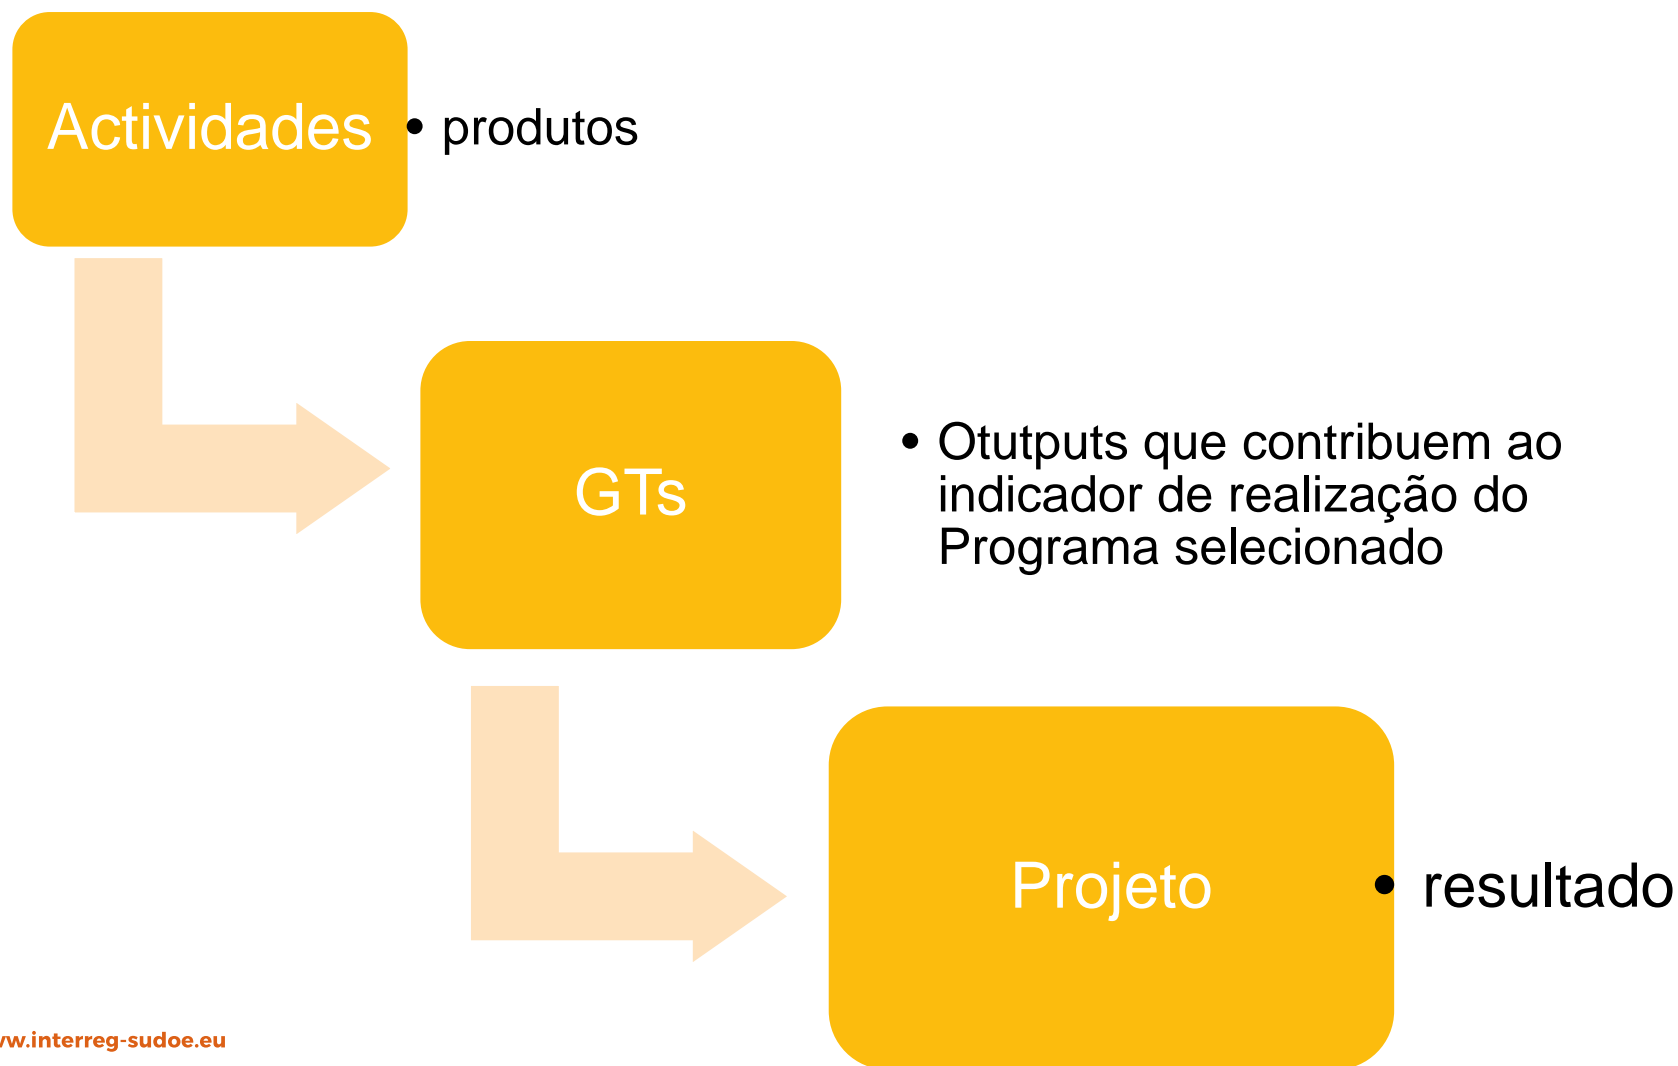 Actividades
• produtos
GTs
• Otutputs que contribuem ao
indicador de realização do
Programa selecionado
Projeto
• resultado
w.interreg-sudoe.eu